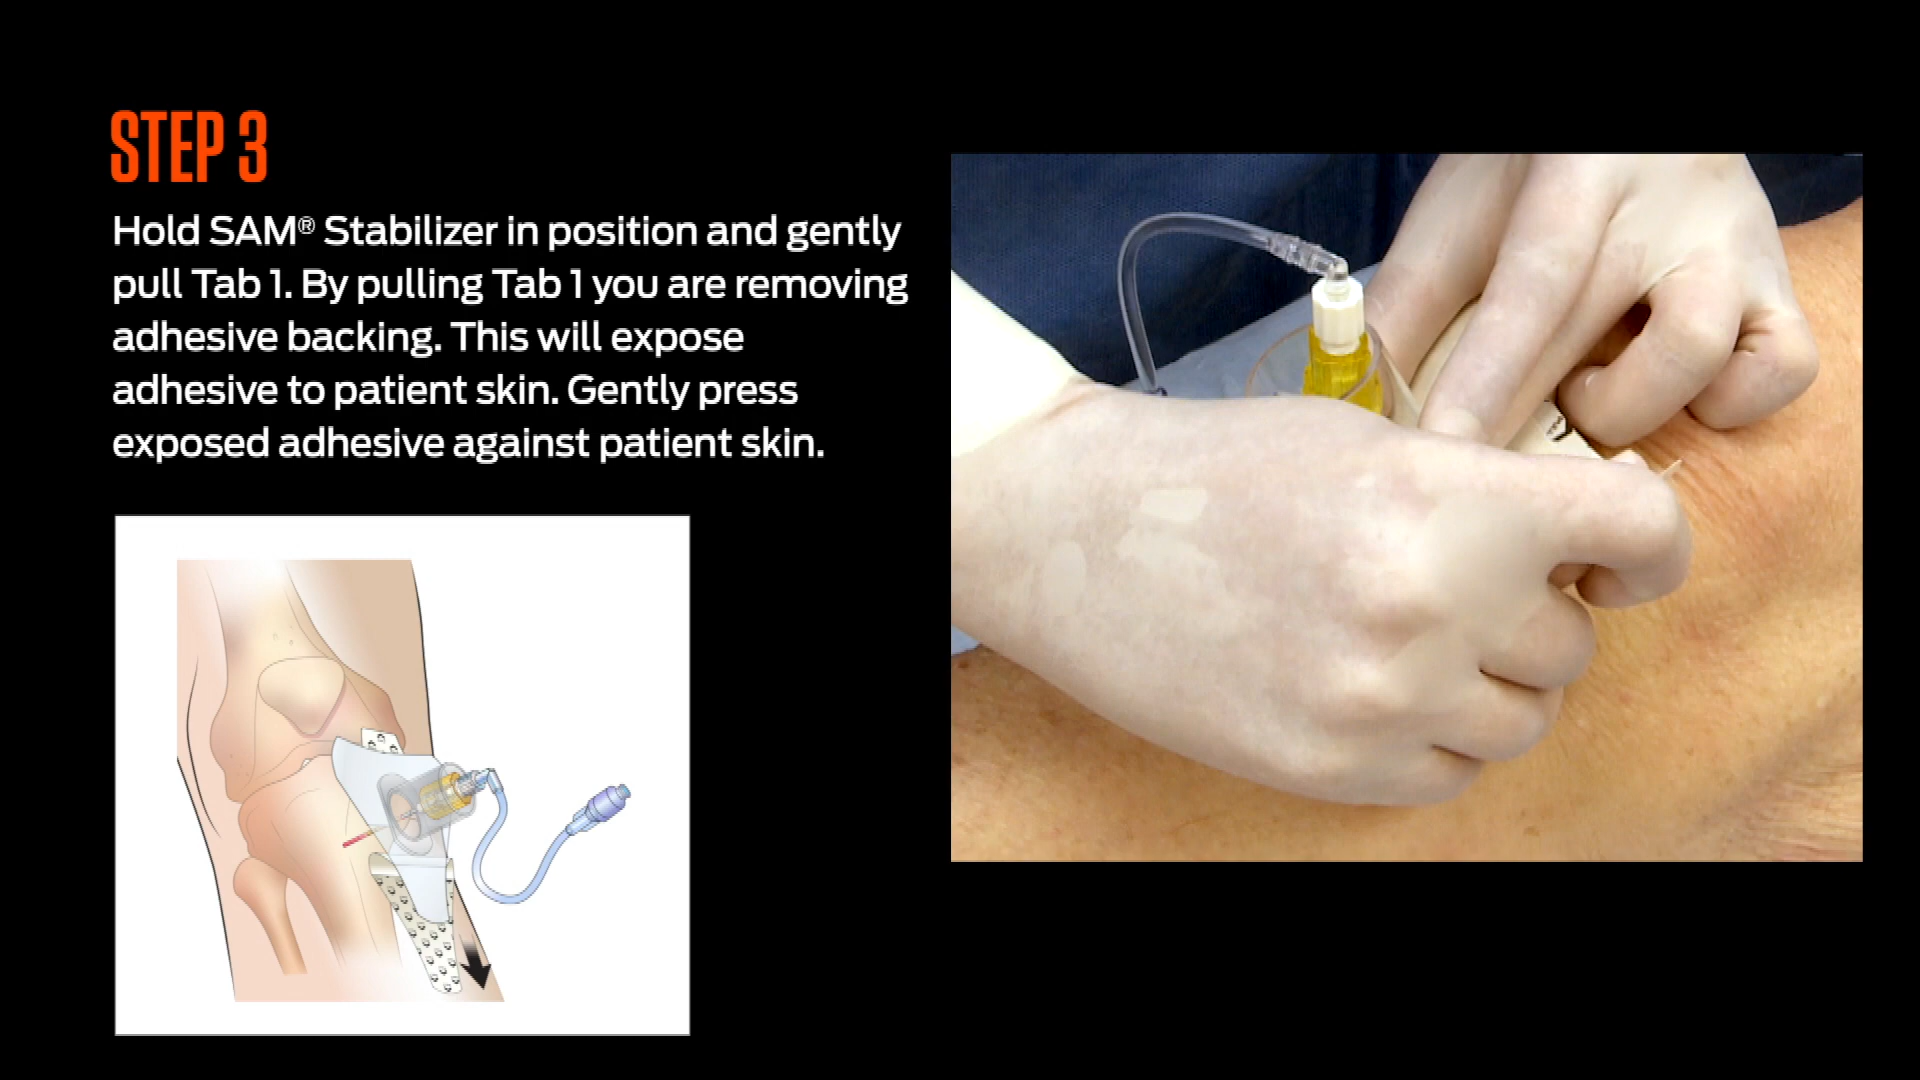 STEP 3
Hold SAM® Stabilizer in position and gently
pull Tab 1. By pulling Tab 1 you are removing
adhesive backing. This will expose
adhesive to patient skin. Gently press
exposed adhesive against patient skin.